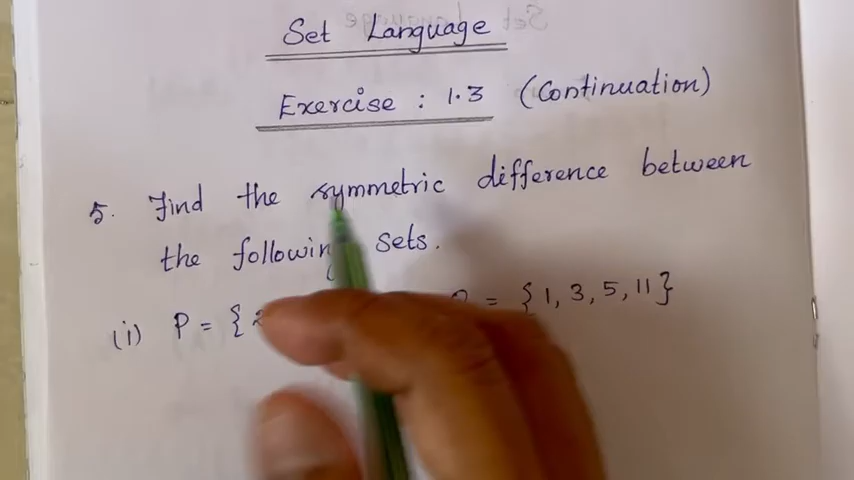 Set Language
Exercise : 1.3 (Continuation)
5. Find the symmetric difference between
the following sets.
(i) P = { = {1, 3, 5, 11}